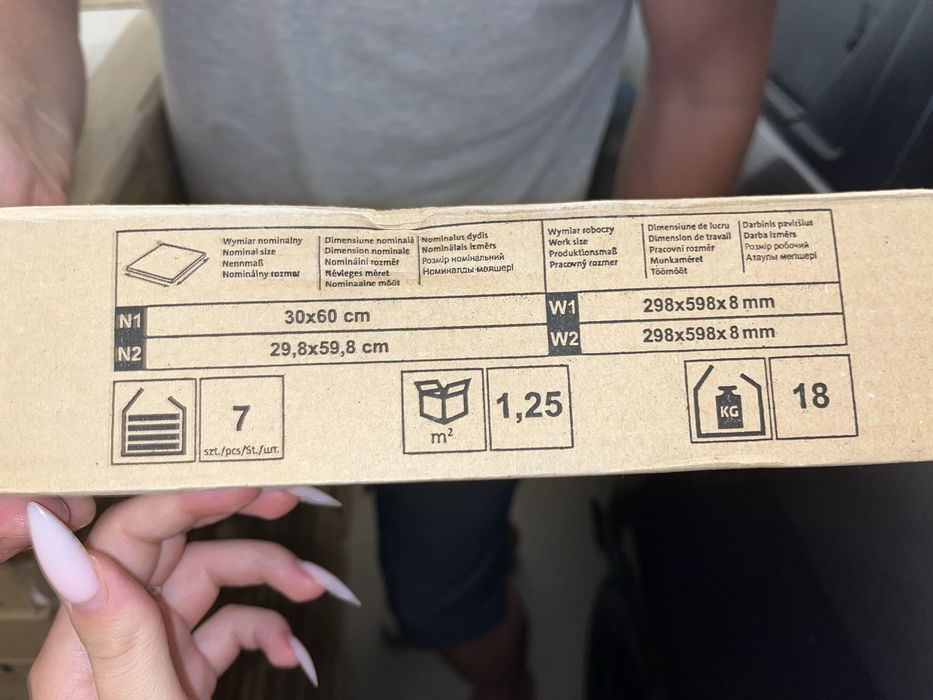 Wymiar nominalny
Nominal size
Nennmaß
Nominálny rozmer
Dimensiune nominală
Dimension nominale
Nominální rozměr
Névleges méret
Nominaalne mõõt
Nominalus dydis
Nominālais izmērs
Розмір номінальний
Номиналды мөлшері
Wymiar roboczy
Work size
Produktionsmaß
Pracovný rozmer
Dimensiune de lucru
Dimension de travail
Pracovní rozměr
Munkaméret
Töömõõt
Darbinis paviršius
Darba izmērs
Розмір робочий
Атаулы мөлшері
N1 30x60 cm W1 298x598x8 mm
N2 29,8x59,8 cm W2 298x598x8 mm
7
szt./pcs/St./шт.
m² 1,25
KG 18